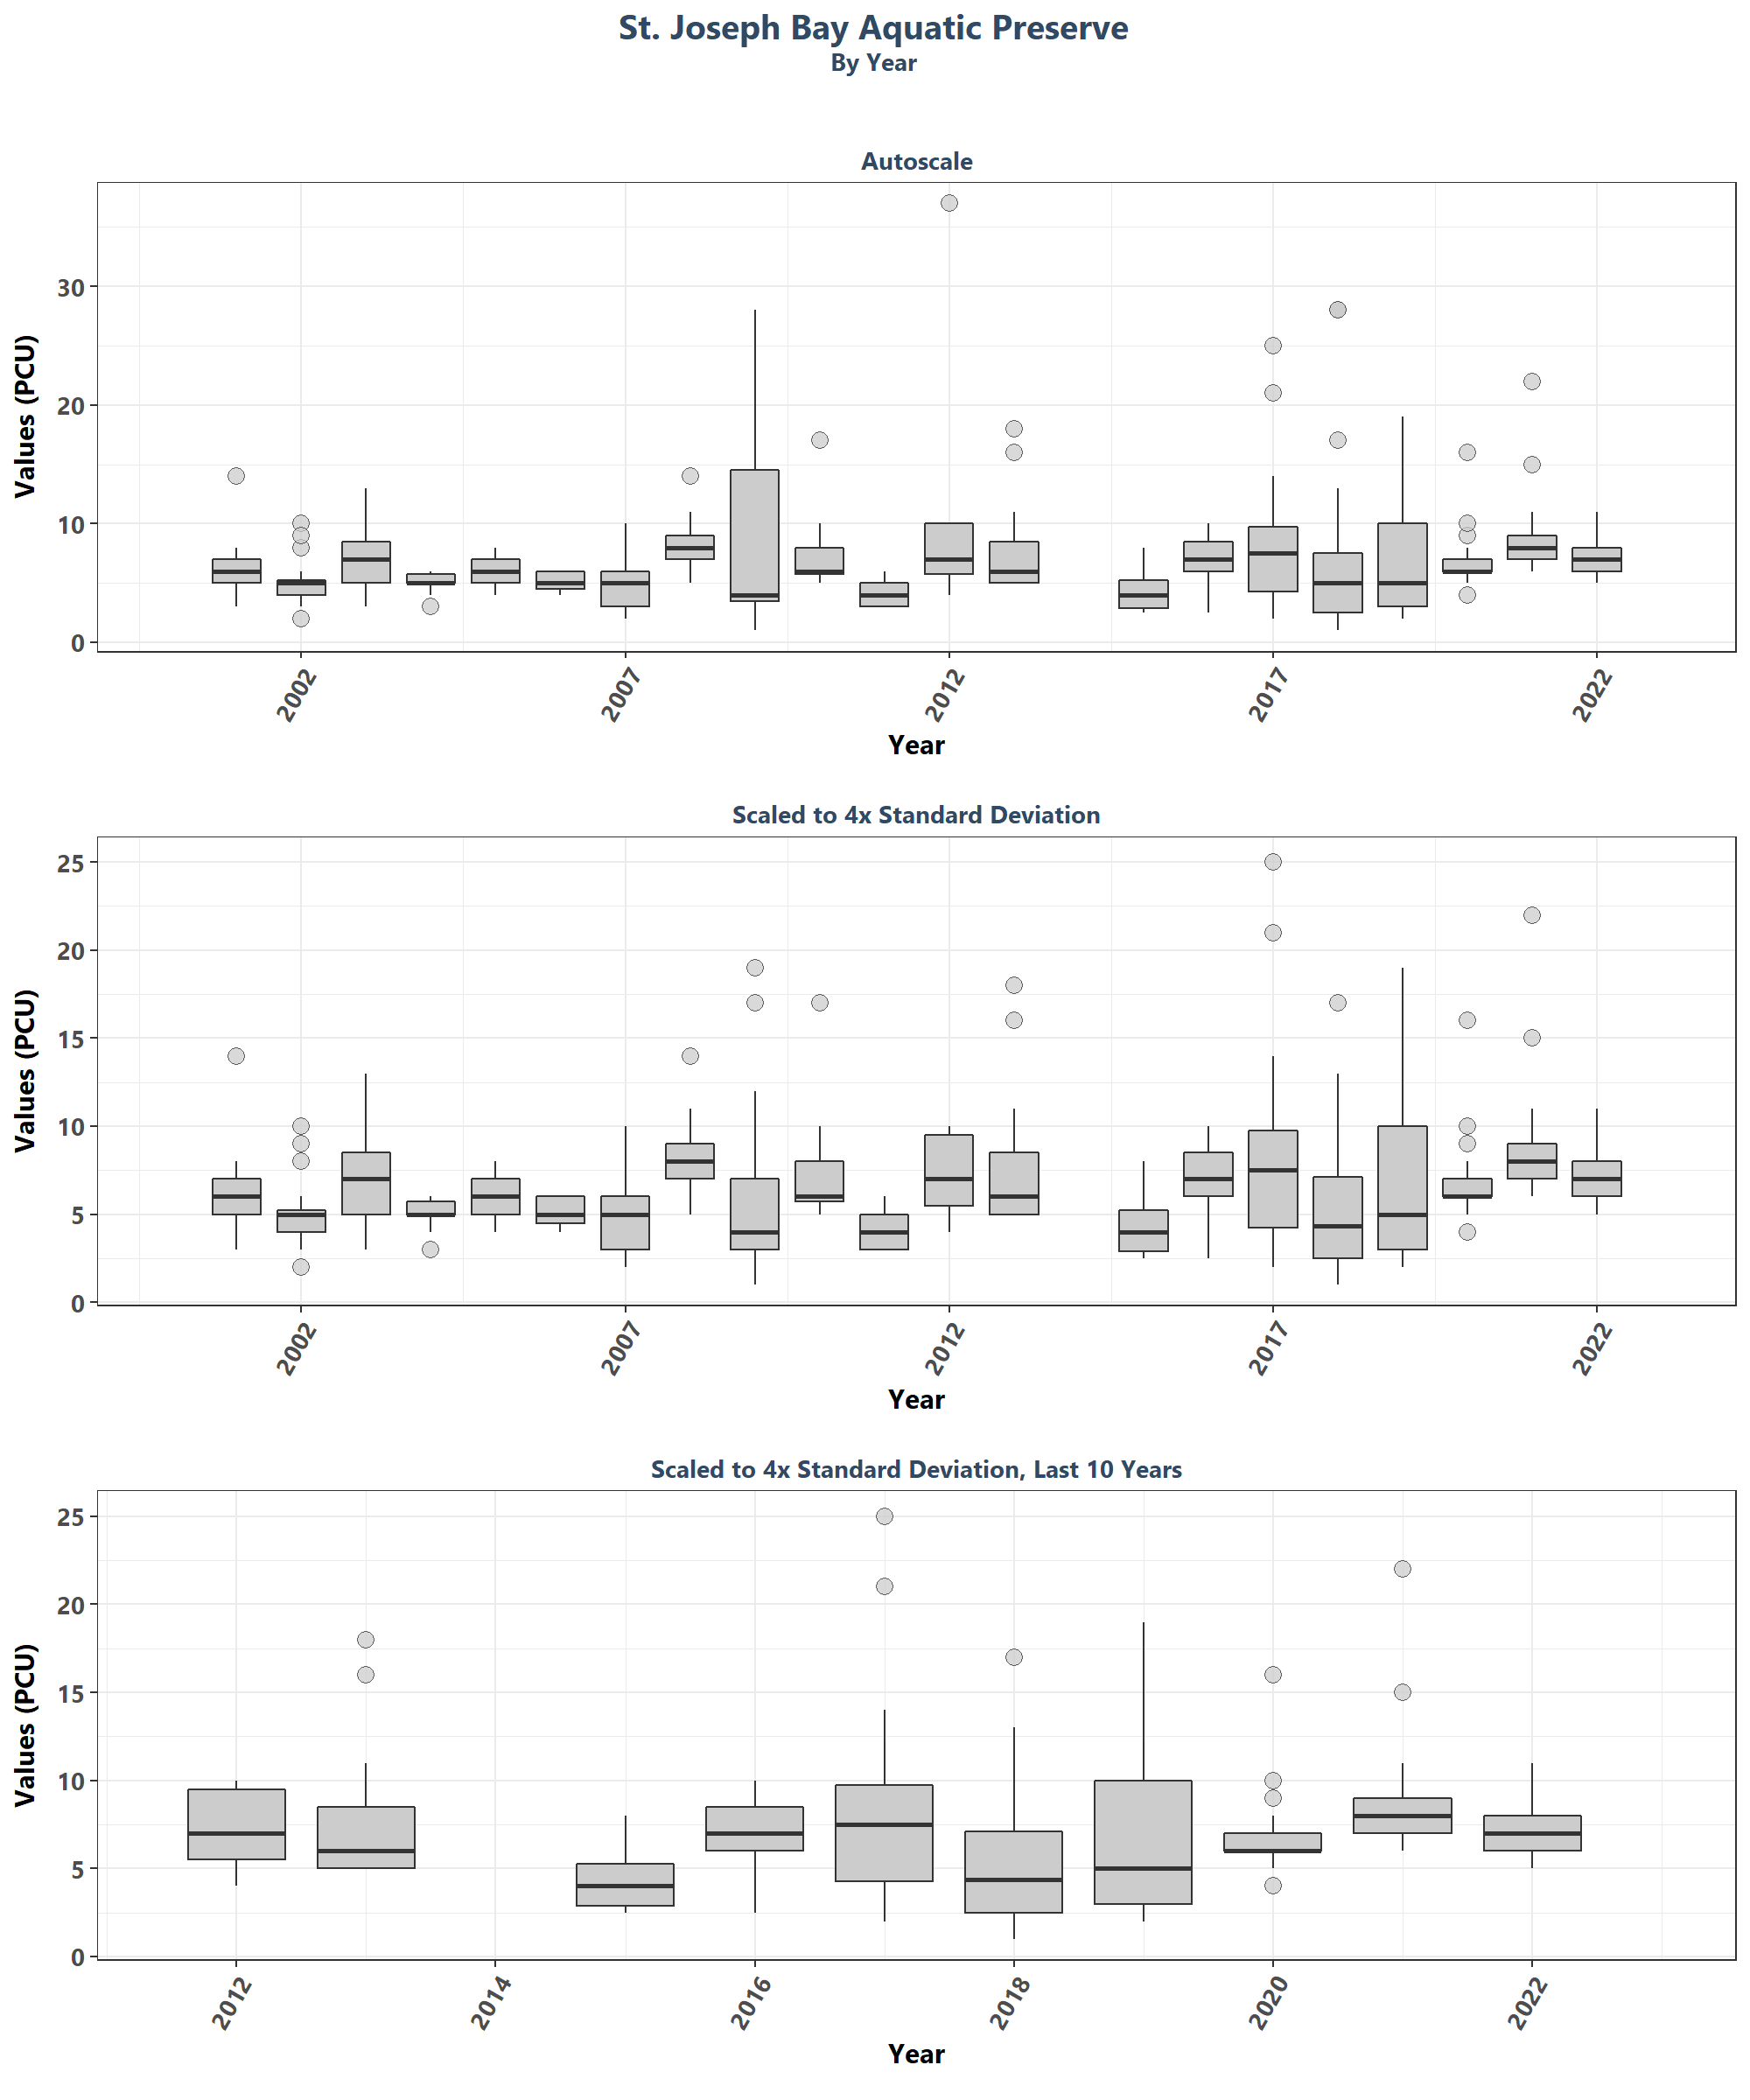 St. Joseph Bay Aquatic Preserve
By Year
Autoscale
Values (PCU)
30
20
10
0
2002 2007 2012 2017 2022
Year
Scaled to 4x Standard Deviation
Values (PCU)
25
20
15
10
5
0
2002 2007 2012 2017 2022
Year
Scaled to 4x Standard Deviation, Last 10 Years
Values (PCU)
25
20
15
10
5
0
2012 2014 2016 2018 2020 2022
Year